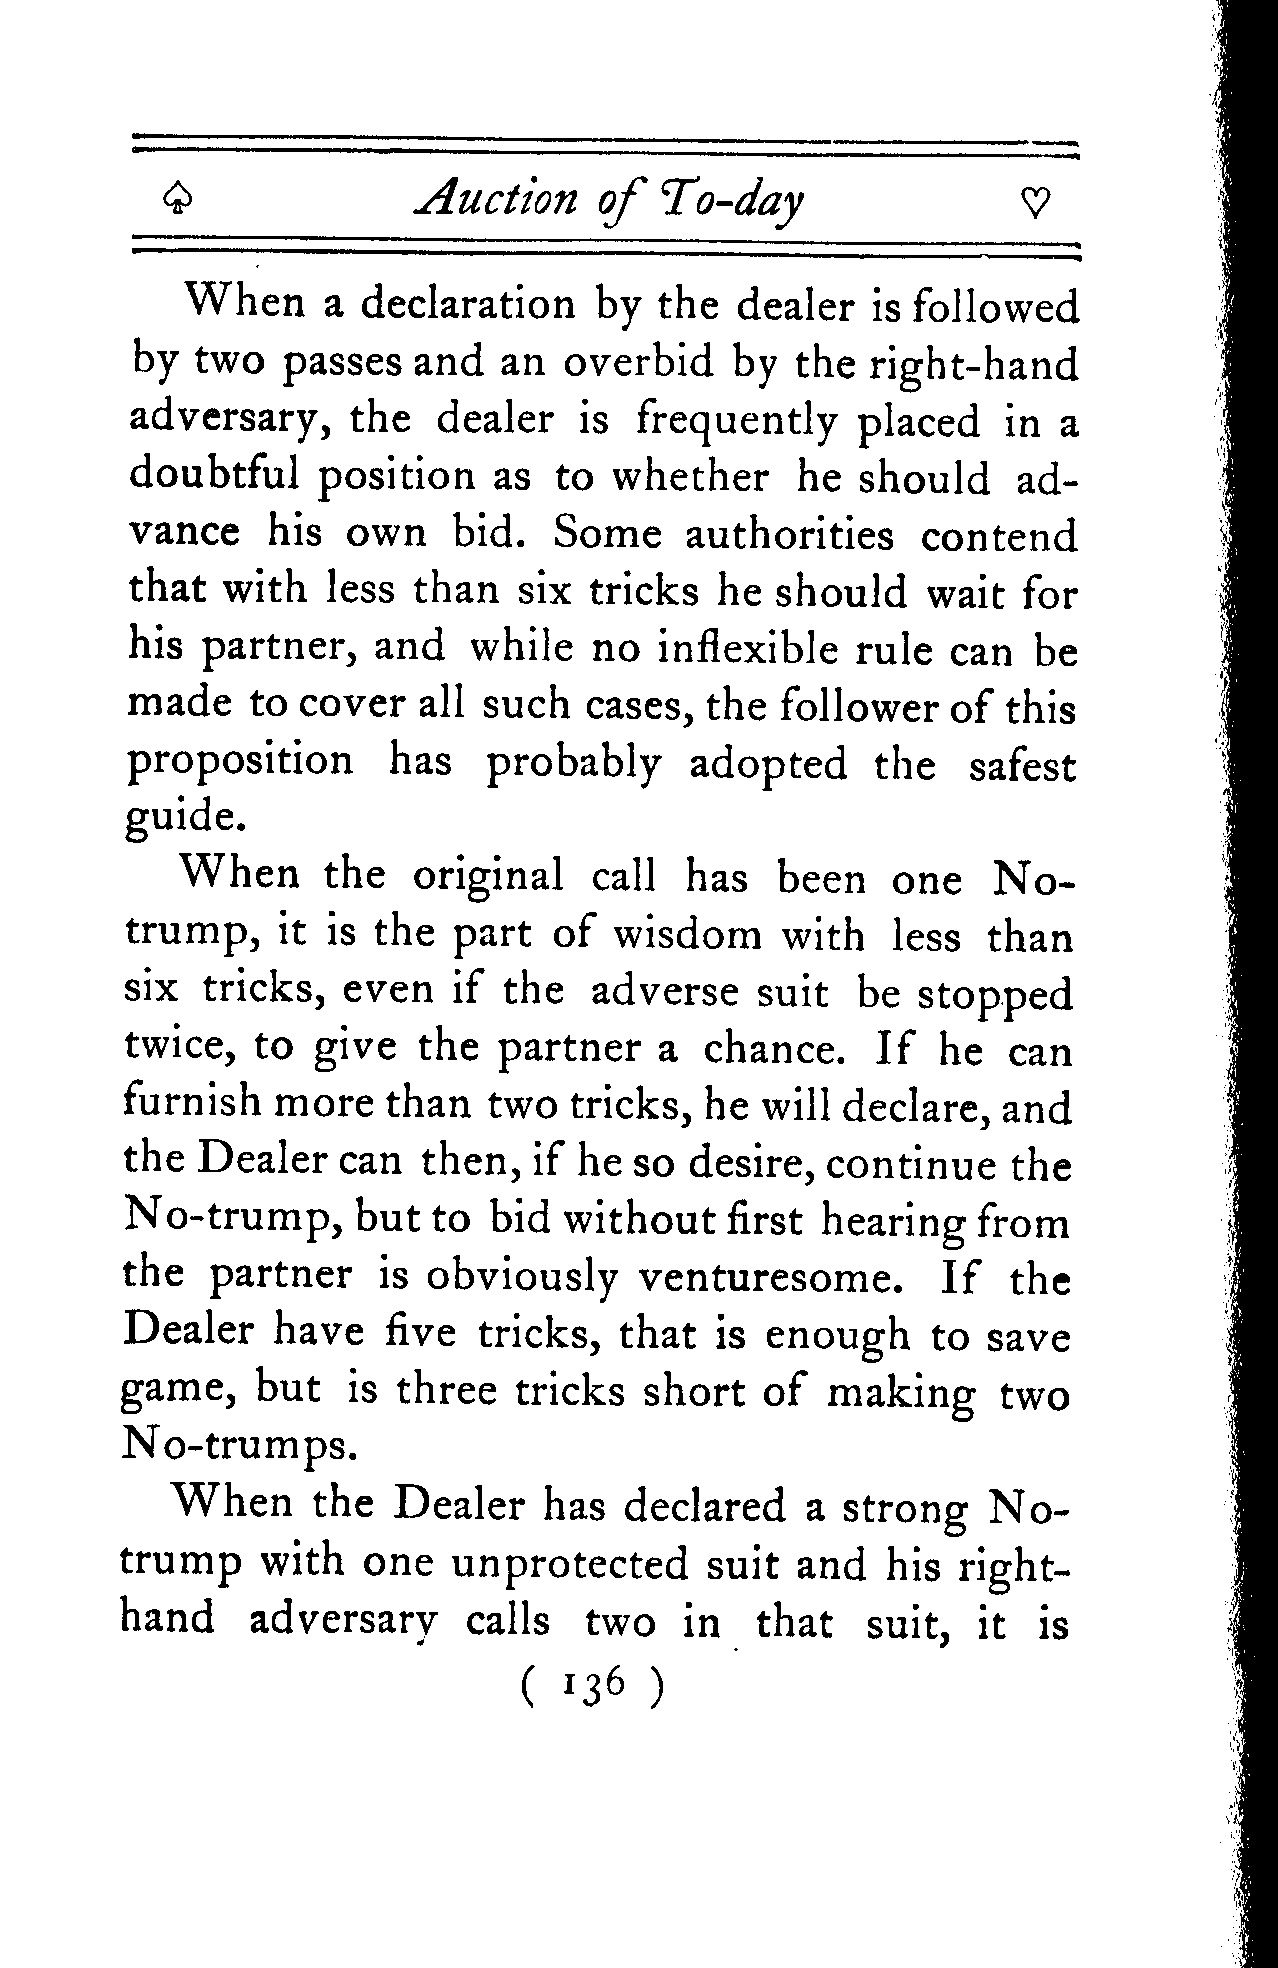 ♤ Auction of To-day ♡
When a declaration by the dealer is followed
by two passes and an overbid by the right-hand
adversary, the dealer is frequently placed in a
doubtful position as to whether he should ad-
vance his own bid. Some authorities contend
that with less than six tricks he should wait for
his partner, and while no inflexible rule can be
made to cover all such cases, the follower of this
proposition has probably adopted the safest
guide.
When the original call has been one No-
trump, it is the part of wisdom with less than
six tricks, even if the adverse suit be stopped
twice, to give the partner a chance. If he can
furnish more than two tricks, he will declare, and
the Dealer can then, if he so desire, continue the
No-trump, but to bid without first hearing from
the partner is obviously venturesome. If the
Dealer have five tricks, that is enough to save
game, but is three tricks short of making two
No-trumps.
When the Dealer has declared a strong No-
trump with one unprotected suit and his right-
hand adversary calls two in that suit, it is
( 136 )